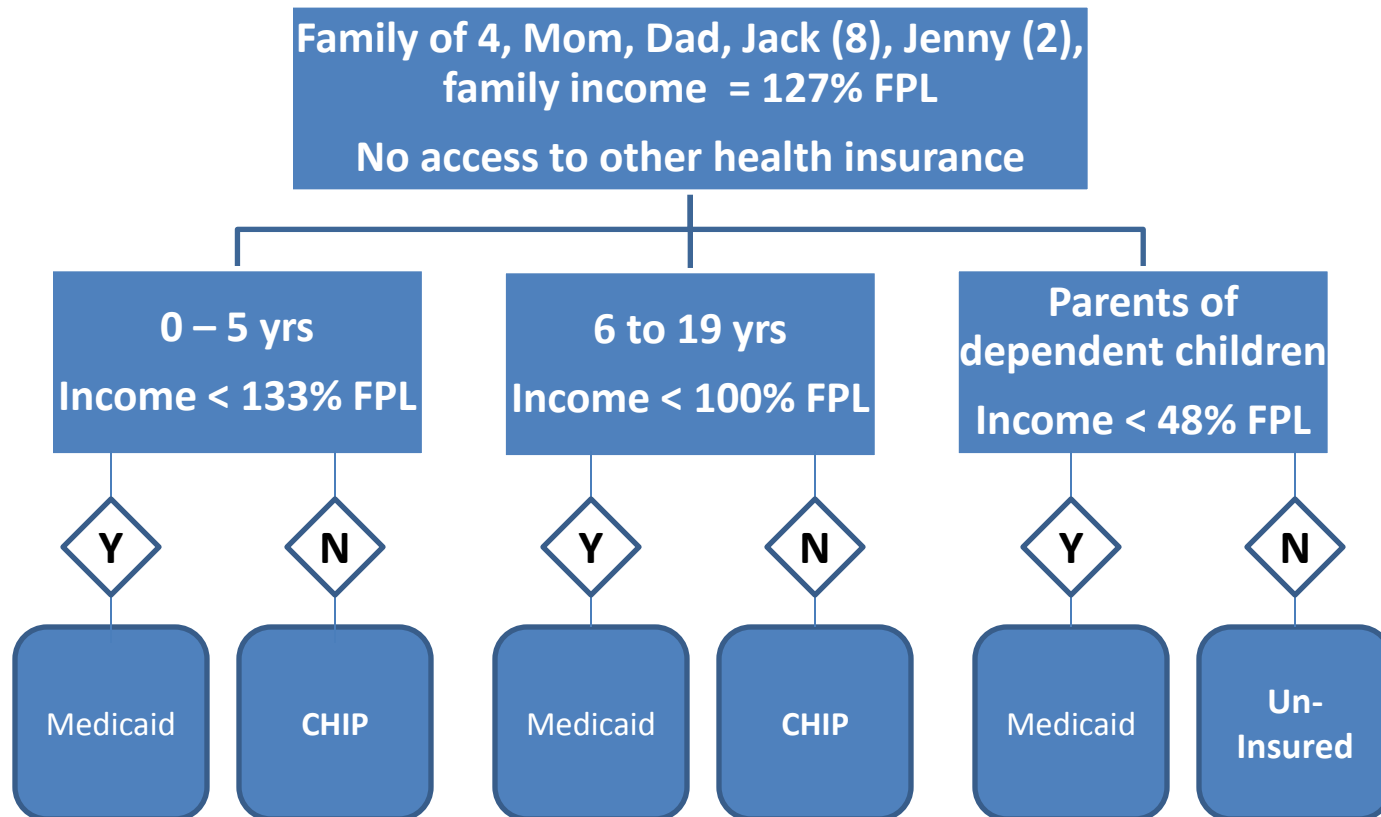 Family of 4, Mom, Dad, Jack (8), Jenny (2),
family income = 127% FPL
No access to other health insurance
0 – 5 yrs
Income < 133% FPL
6 to 19 yrs
Income < 100% FPL
Parents of
dependent children
Income < 48% FPL
Y
N
Y
N
Y
N
Medicaid
CHIP
Medicaid
CHIP
Medicaid
Un-
Insured